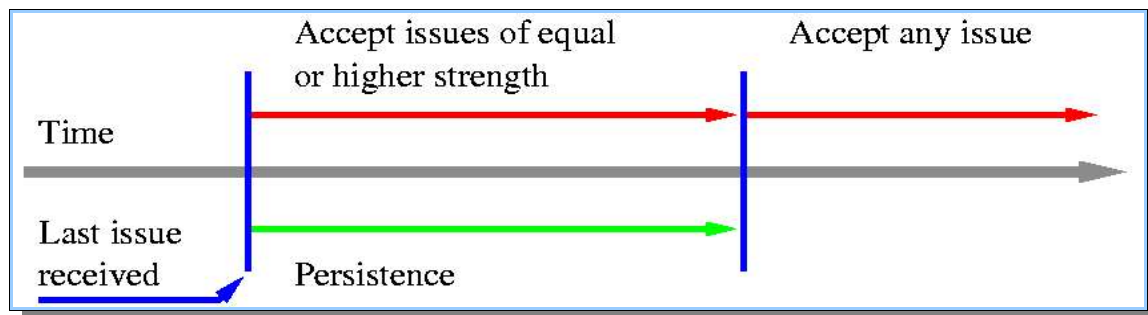 Accept issues of equal
or higher strength
Accept any issue
Time
Last issue
received
Persistence